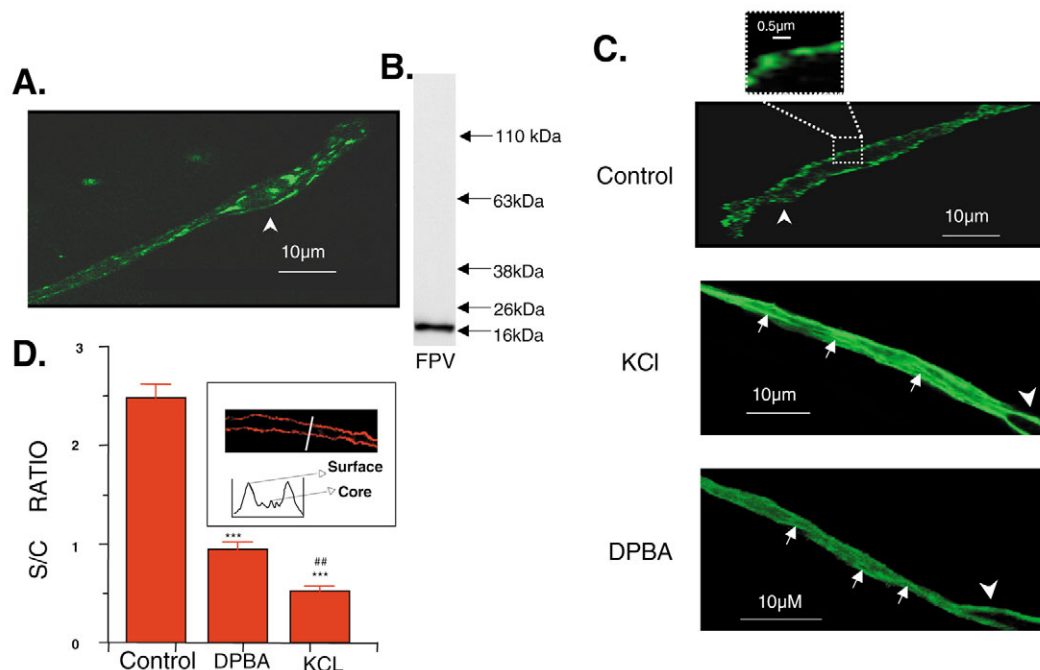 A.
10µm
B.
110 kDa
63kDa
38kDa
26kDa
16kDa
FPV
C.
0.5µm
Control
10µm
KCl
10µm
DPBA
10µM
D.
3
2
1
0
S/C RATIO
Surface
Core
***
##
***
Control
DPBA
KCL